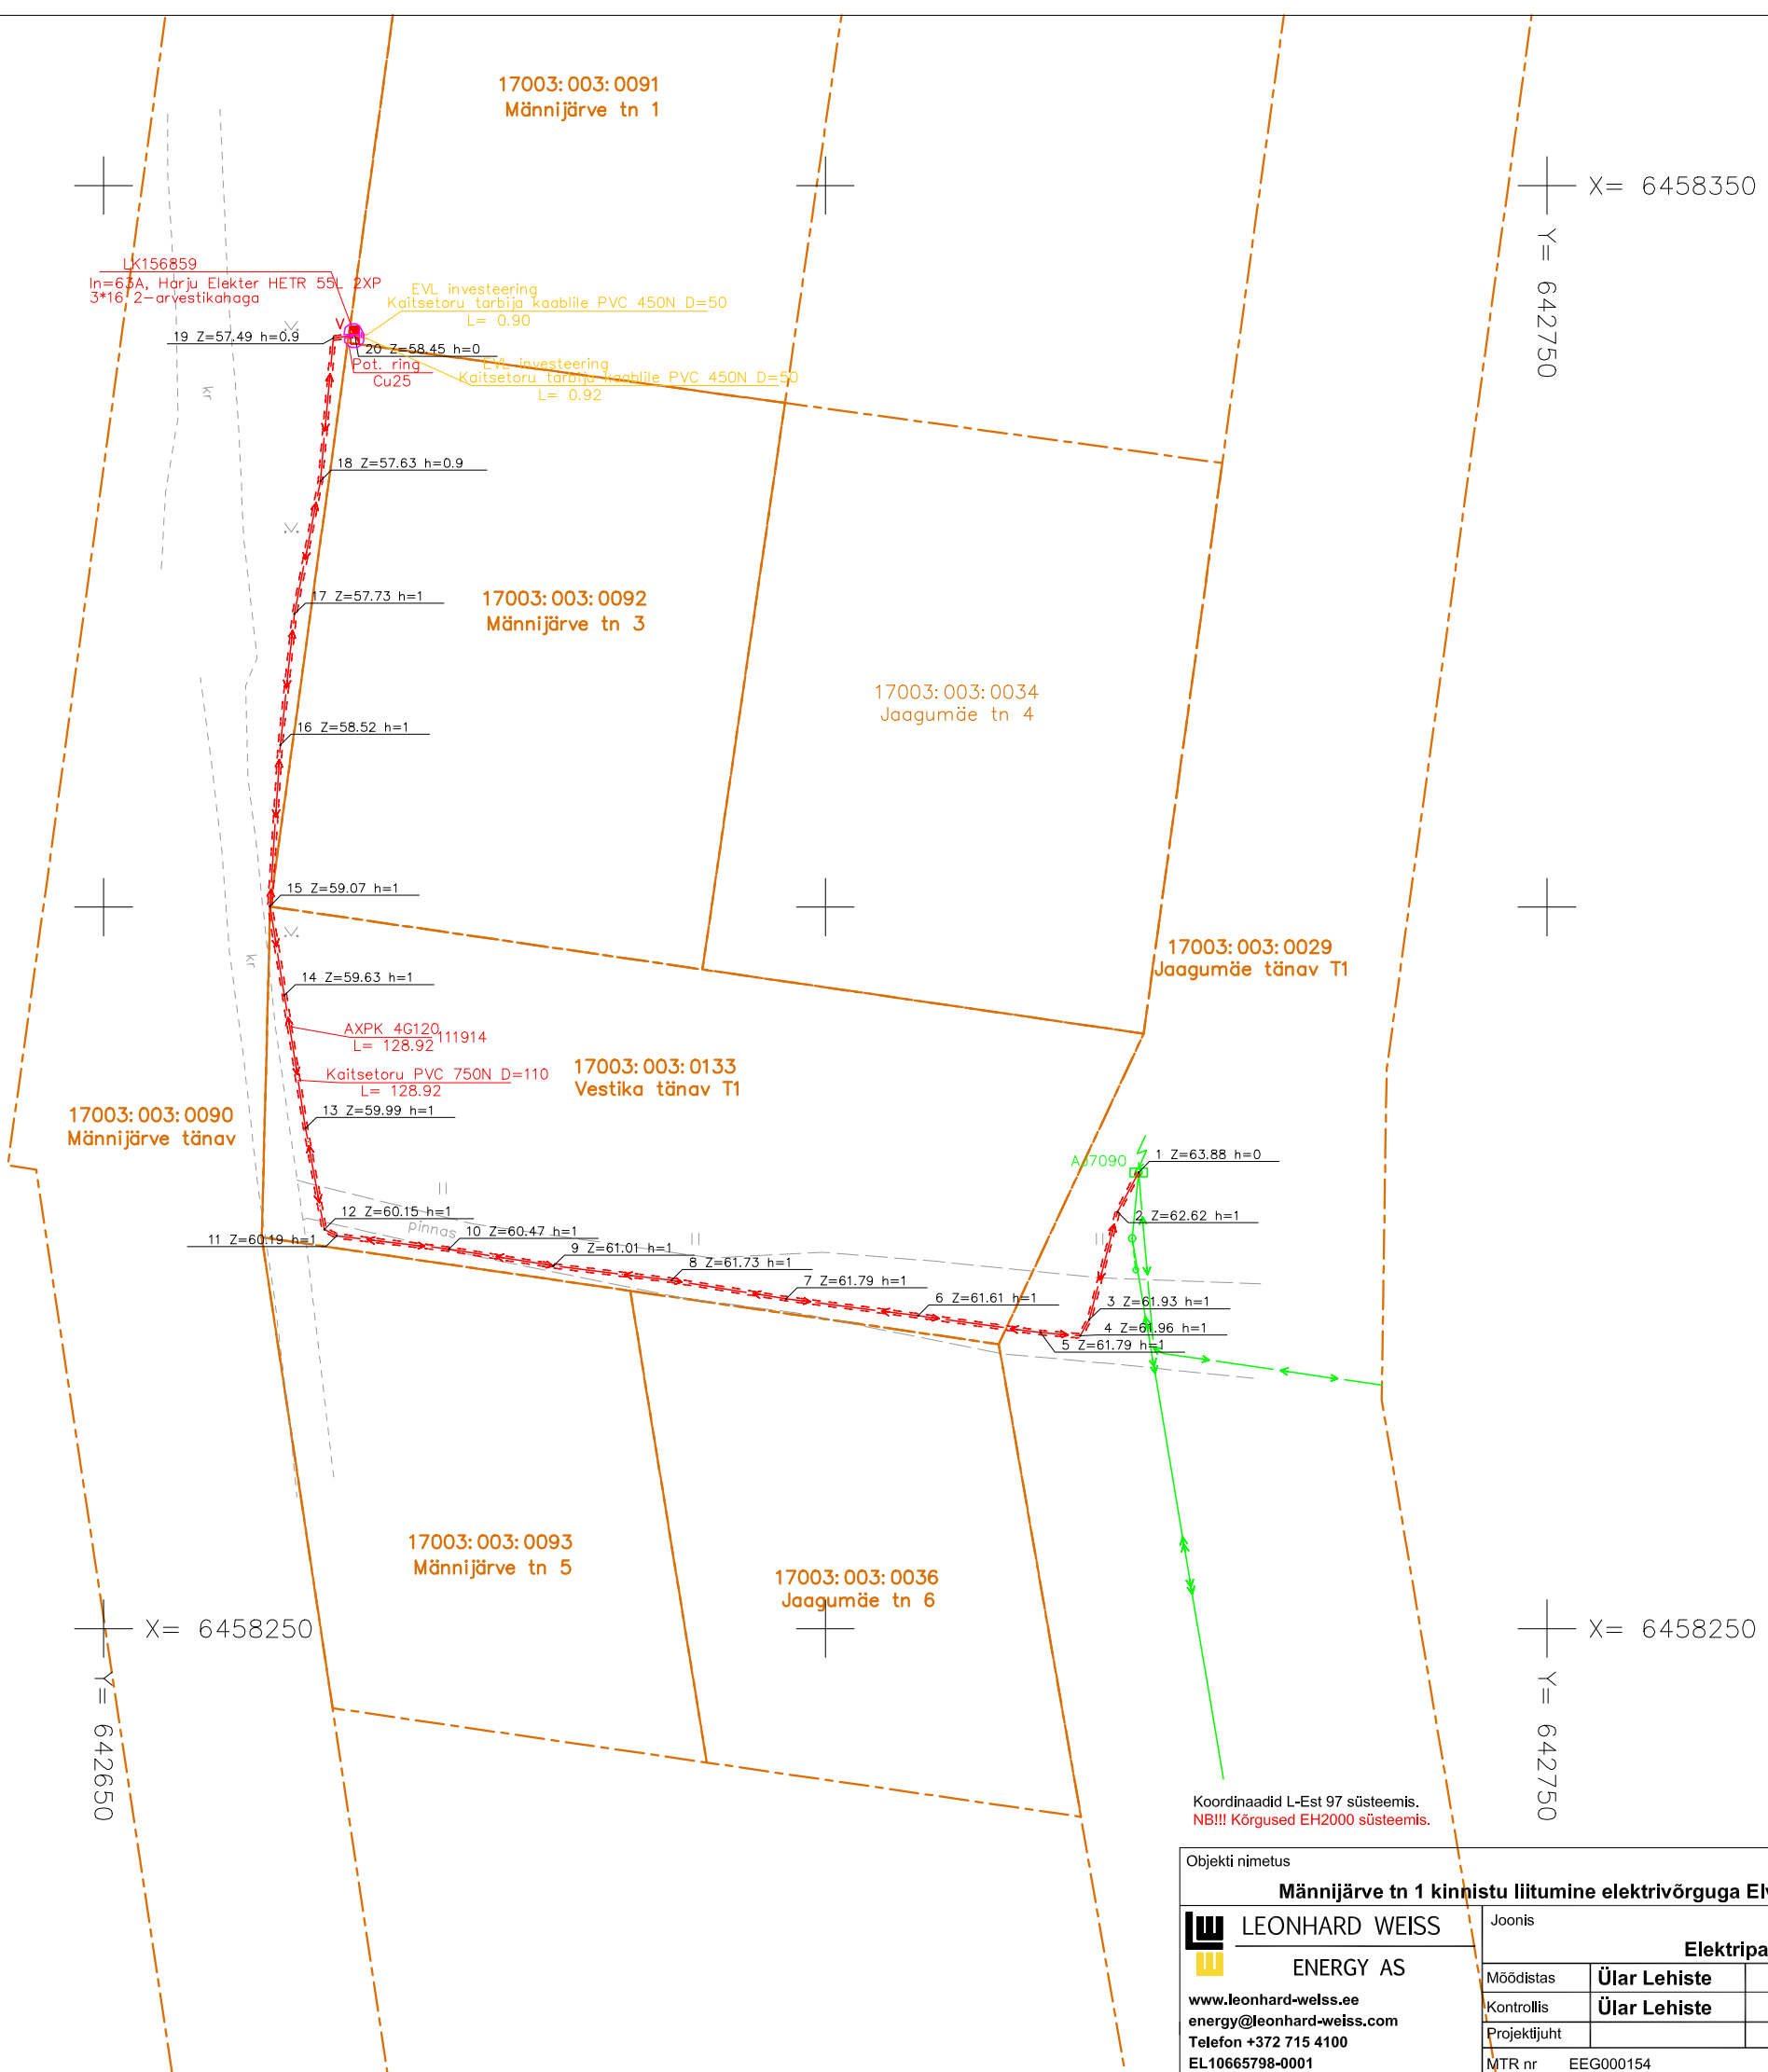 17003:003:0091
Männijärve tn 1
X= 6458350
Y= 642750
LK156859
In=63A, Harju Elekter HETR 55L 2XP
3*16 2-arvestikahaga
EVL investeering
Kaitsetoru tarbija kaablile PVC 450N D=50
L= 0.90
V
19 Z=57.49 h=0.9
20 Z=58.45 h=0
Pot. ring
Cu25
EVL investeering
Kaitsetoru tarbija kaablile PVC 450N D=50
L= 0.92
kr
18 Z=57.63 h=0.9
17 Z=57.73 h=1
17003:003:0092
Männijärve tn 3
17003:003:0034
Jaagumäe tn 4
16 Z=58.52 h=1
15 Z=59.07 h=1
17003:003:0029
Jaagumäe tänav T1
kr
14 Z=59.63 h=1
AXPK 4G120
111914
L= 128.92
Kaitsetoru PVC 750N D=110
L= 128.92
17003:003:0133
Vestika tänav T1
17003:003:0090
Männijärve tänav
13 Z=59.99 h=1
AJ7090
1 Z=63.88 h=0
12 Z=60.15 h=1
2 Z=62.62 h=1
pinnas
11 Z=60.19 h=1
10 Z=60.47 h=1
9 Z=61.01 h=1
8 Z=61.73 h=1
7 Z=61.79 h=1
6 Z=61.61 h=1
3 Z=61.93 h=1
4 Z=61.96 h=1
5 Z=61.79 h=1
17003:003:0093
Männijärve tn 5
17003:003:0036
Jaagumäe tn 6
X= 6458250
Y= 642650
X= 6458250
Y= 642750
Koordinaadid L-Est 97 süsteemis.
NB!!! Kõrgused EH2000 süsteemis.
Objekti nimetus
Männijärve tn 1 kinnistu liitumine elektrivõrguga Elv
LEONHARD WEISS
ENERGY AS
www.leonhard-weiss.ee
energy@leonhard-weiss.com
Telefon +372 715 4100
EL10665798-0001
Joonis
Elektripa
Mõõdistas Ülar Lehiste
Kontrollis Ülar Lehiste
Projektijuht
MTR nr EEG000154